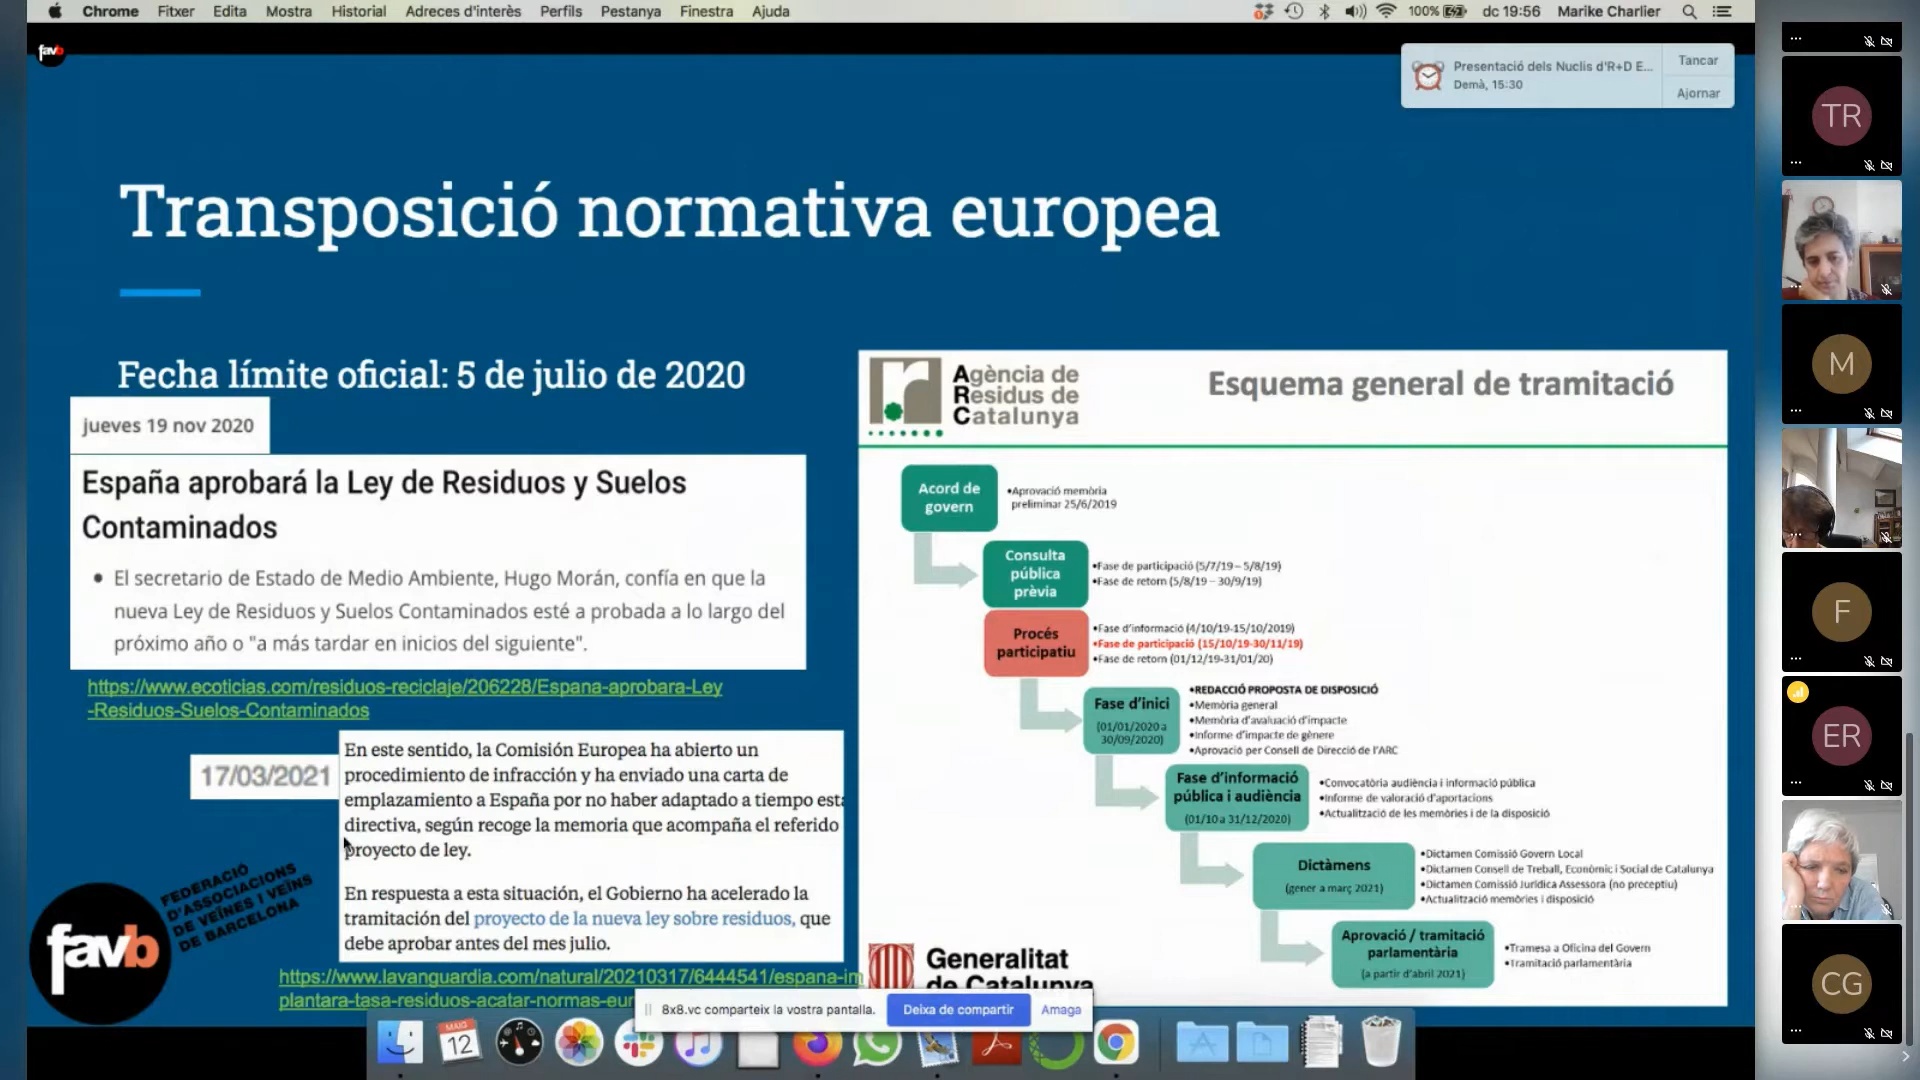 Chrome Fitxer Edita Mostra Historial Adreces d'interès Perfils Pestanya Finestra Ajuda
100% dc 19:56 Marike Charlier
favb
Presentació dels Nuclis d'R+D E...
Demà, 15:30
Tancar
Ajornar
Transposició normativa europea
Fecha límite oficial: 5 de julio de 2020
jueves 19 nov 2020
España aprobará la Ley de Residuos y Suelos
Contaminados
• El secretario de Estado de Medio Ambiente, Hugo Morán, confía en que la
nueva Ley de Residuos y Suelos Contaminados esté a probada a lo largo del
próximo año o "a más tardar en inicios del siguiente".
https://www.ecoticias.com/residuos-reciclaje/206228/Espana-aprobara-Ley
-Residuos-Suelos-Contaminados
17/03/2021
En este sentido, la Comisión Europea ha abierto un
procedimiento de infracción y ha enviado una carta de
emplazamiento a España por no haber adaptado a tiempo esta
directiva, según recoge la memoria que acompaña el referido
proyecto de ley.
En respuesta a esta situación, el Gobierno ha acelerado la
tramitación del proyecto de la nueva ley sobre residuos, que
debe aprobar antes del mes julio.
https://www.lavanguardia.com/natural/20210317/6444541/espana-im
plantara-tasa-residuos-acatar-normas-eur
favb
FEDERACIÓ
D'ASSOCIACIONS
DE VEÏNES I VEÏNS
DE BARCELONA
Agència de
Residus de
Catalunya
Esquema general de tramitació
Acord de
govern
•Aprovació memòria
preliminar 25/6/2019
Consulta
pública
prèvia
•Fase de participació (5/7/19–5/8/19)
•Fase de retorn (5/8/19 – 30/9/19)
Procés
participatiu
•Fase d'informació (4/10/19-15/10/2019)
•Fase de participació (15/10/19-30/11/19)
•Fase de retorn (01/12/19-31/01/20)
Fase d'inici
(01/01/2020 a
30/09/2020)
•REDACCIÓ PROPOSTA DE DISPOSICIÓ
•Memòria general
•Memòria d'avaluació d'impacte
•Informe d'impacte de gènere
•Aprovació per Consell de Direcció de l'ARC
Fase d'informació
pública i audiència
(01/10 a 31/12/2020)
•Convocatòria audiència i informació pública
•Informe de valoració d'aportacions
•Actualització de les memòries i de la disposició
Dictàmens
(gener a març 2021)
•Dictamen Comissió Govern Local
•Dictamen Consell de Treball, Econòmic i Social de Catalunya
•Dictamen Comissió Jurídica Assessora (no preceptiu)
•Actualització memòries i disposició
Aprovació / tramitació
parlamentària
(a partir d'abril 2021)
•Tramesa a Oficina del Govern
•Tramitació parlamentària
Generalitat
de Catalunya
8x8.vc comparteix la vostra pantalla.
Deixa de compartir
Amaga
MAIG
12
TR
M
F
ER
CG